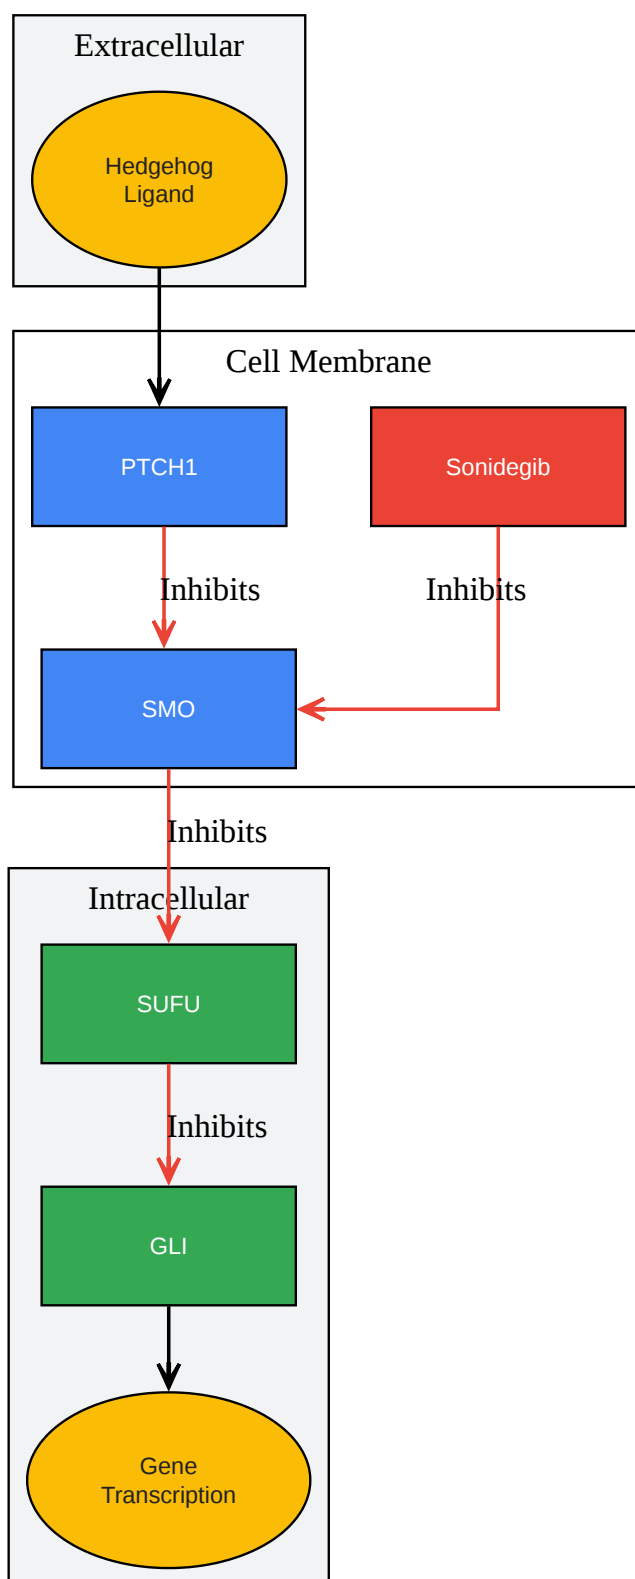 Extracellular
Hedgehog
Ligand
Cell Membrane
PTCH1
Sonidegib
Inhibits
Inhibits
SMO
Inhibits
Intracellular
SUFU
Inhibits
GLI
Gene
Transcription